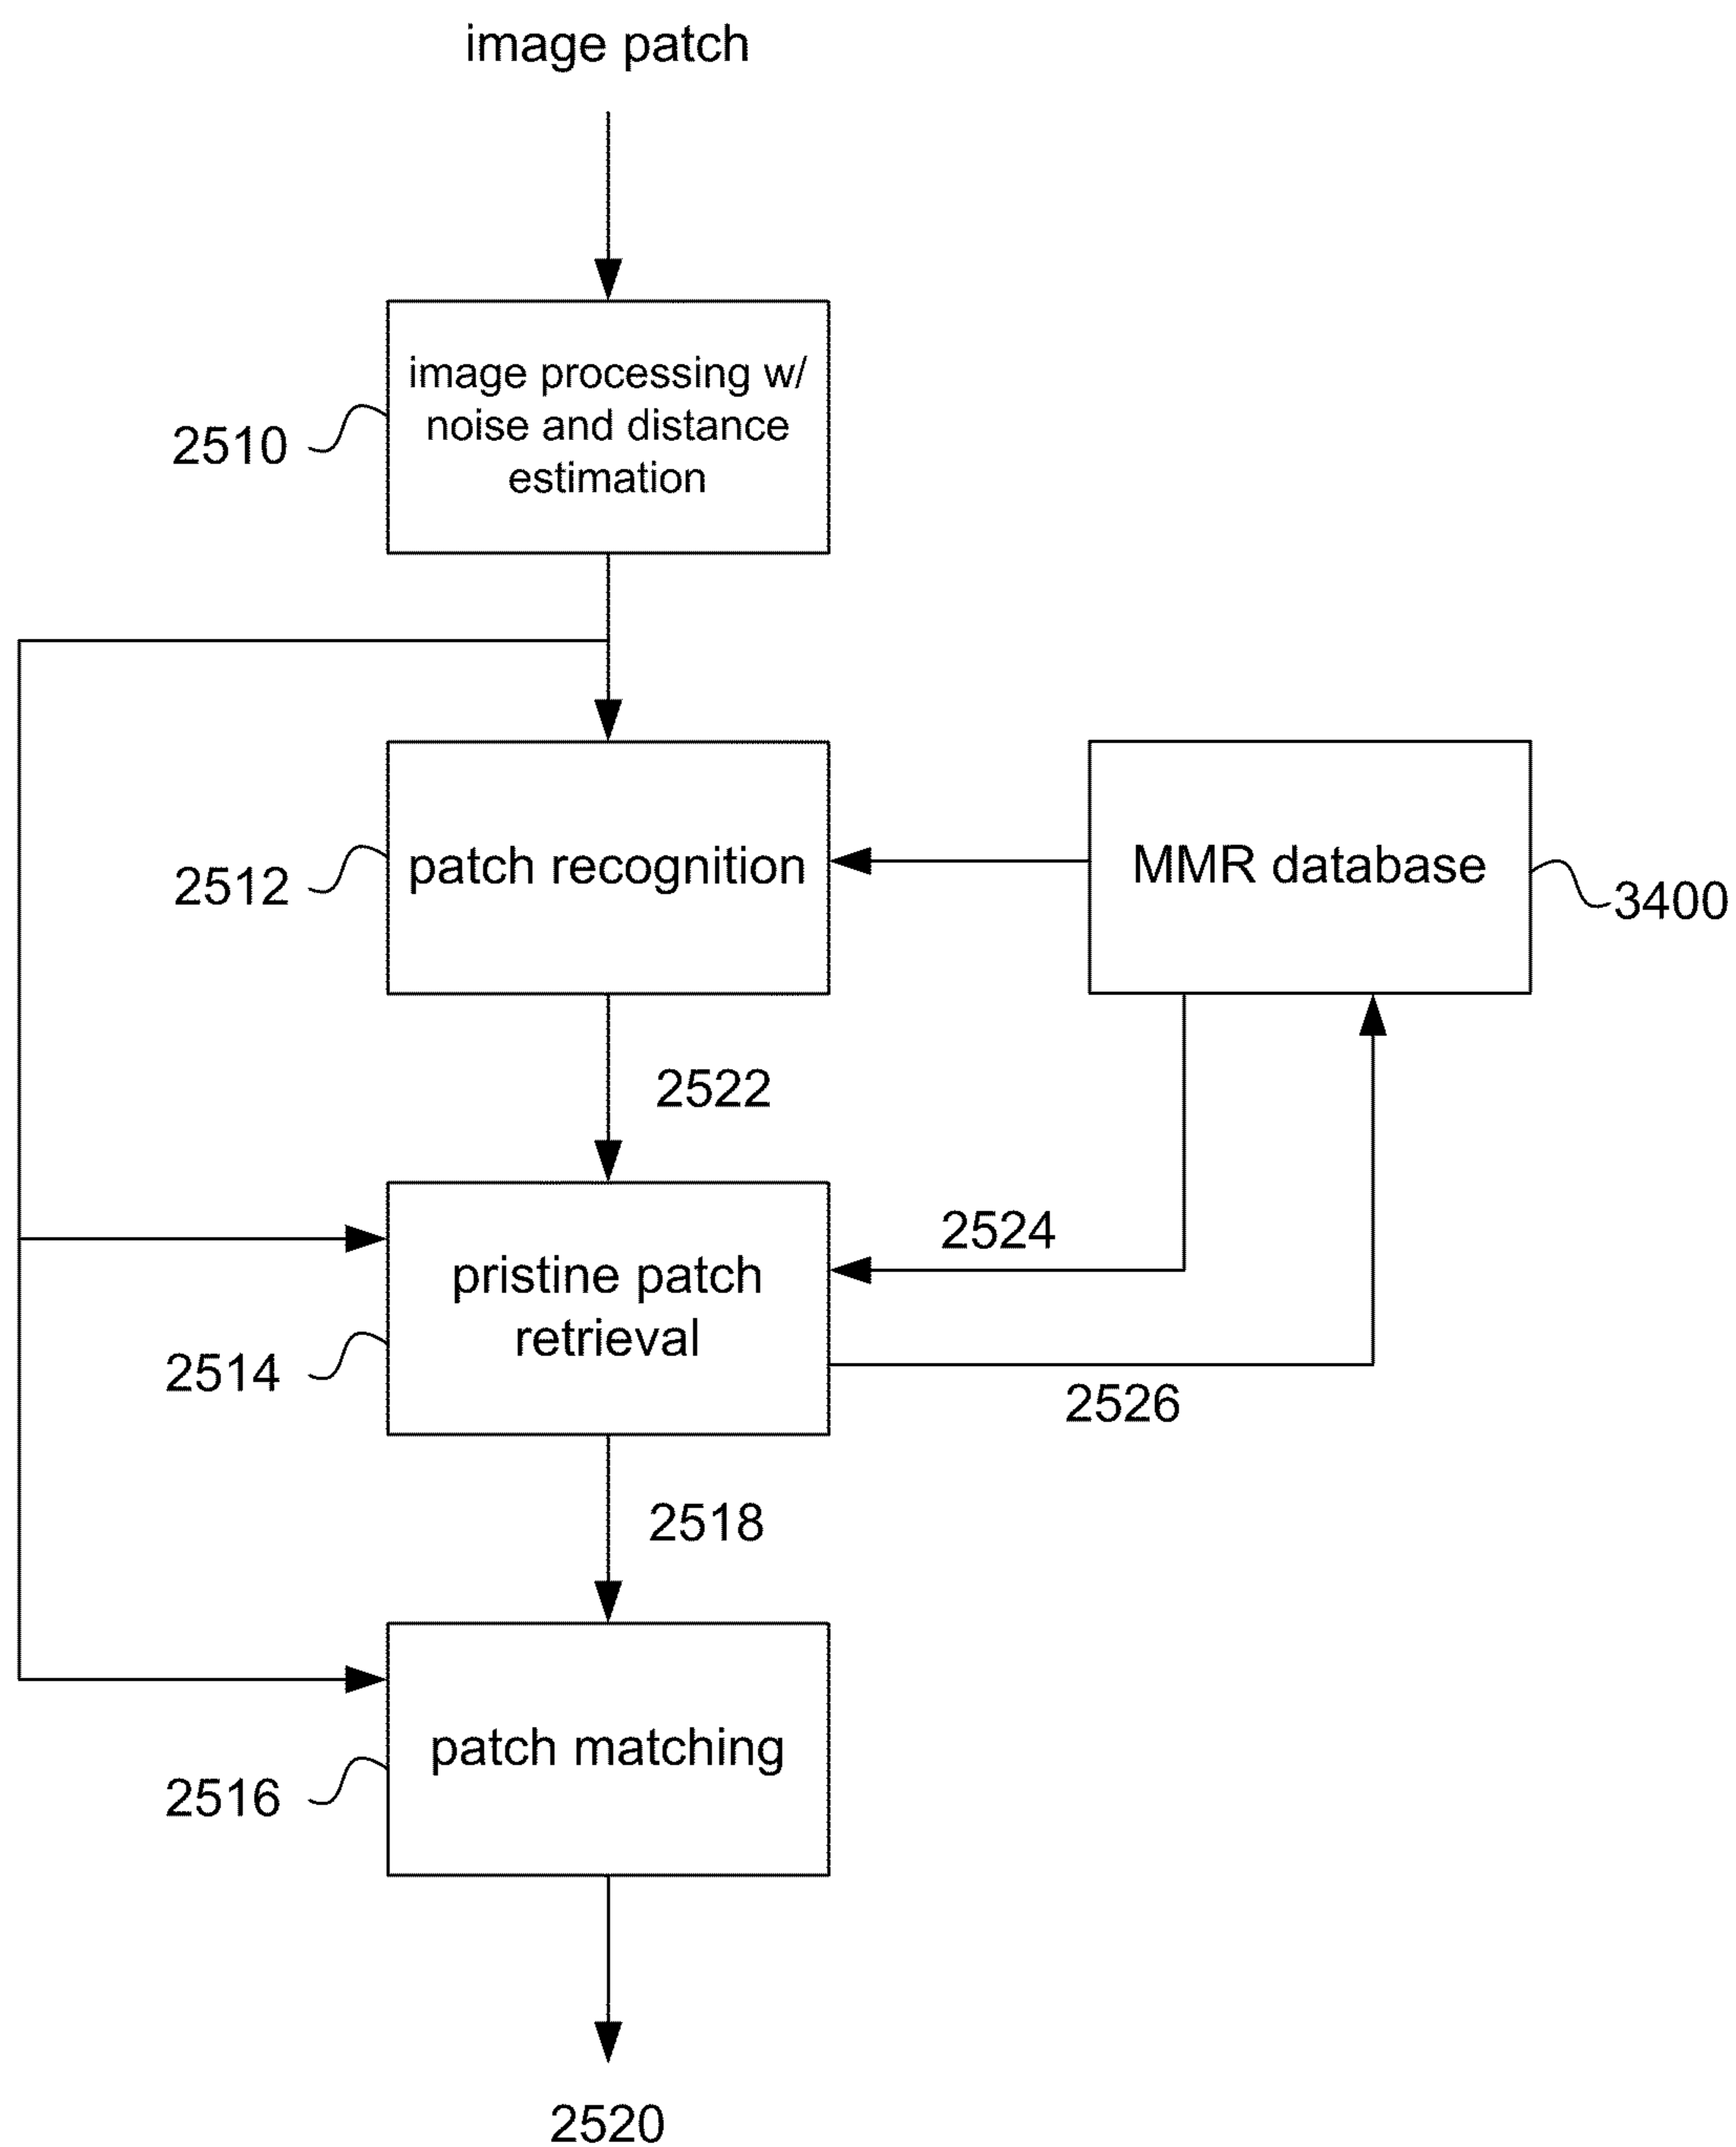 image patch
image processing w/
noise and distance
estimation
2510
patch recognition
2512
MMR database
3400
2522
2524
pristine patch
retrieval
2514
2526
2518
patch matching
2516
2520